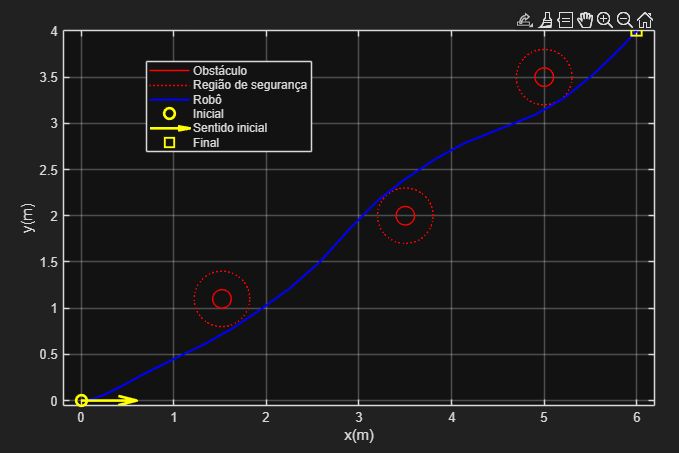 4
3.5
3
2.5
2
1.5
1
0.5
0
y(m)
Obstáculo
Região de segurança
Robô
Inicial
Sentido inicial
Final
0 1 2 3 4 5 6
x(m)